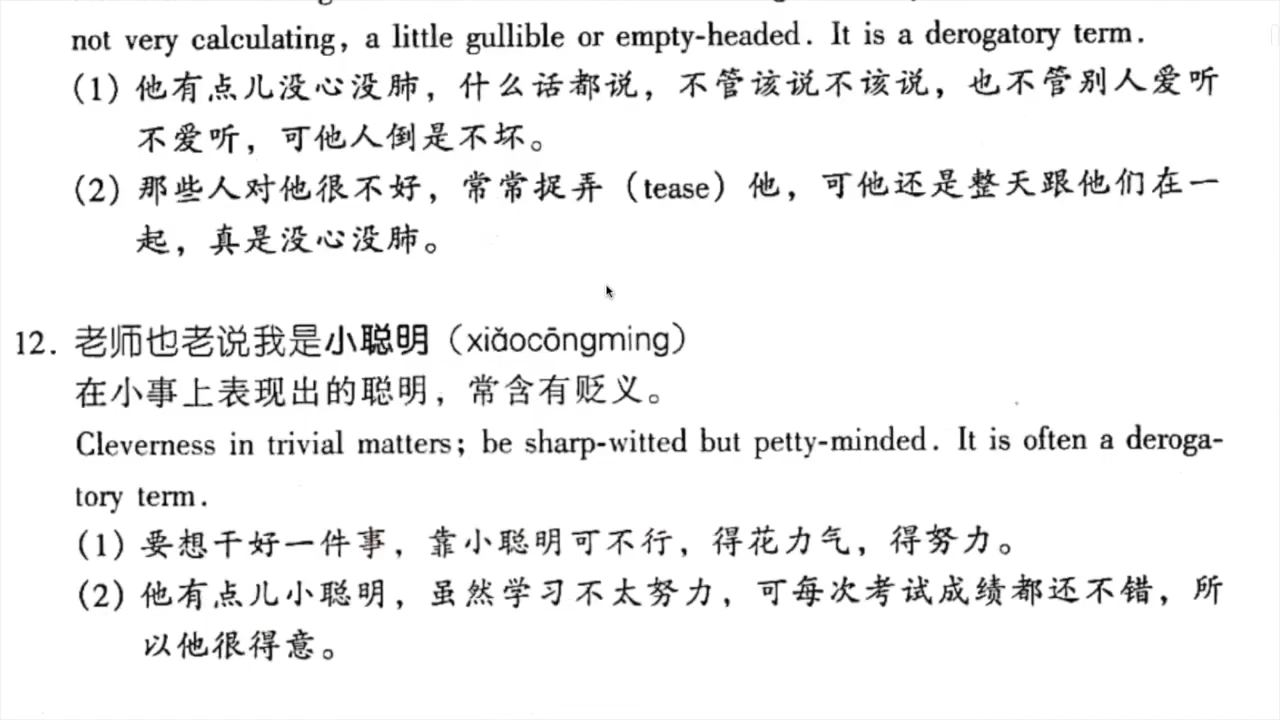 not very calculating, a little gullible or empty-headed. It is a derogatory term.
(1) 他有点儿没心没肺，什么话都说，不管该说不该说，也不管别人爱听
不爱听，可他人倒是不坏。
(2) 那些人对他很不好，常常捉弄（tease）他，可他还是整天跟他们在一
起，真是没心没肺。
12. 老师也老说我是小聪明（xiǎocōngming）
在小事上表现出的聪明，常含有贬义。
Cleverness in trivial matters; be sharp-witted but petty-minded. It is often a deroga-
tory term.
(1) 要想干好一件事，靠小聪明可不行，得花力气，得努力。
(2) 他有点儿小聪明，虽然学习不太努力，可每次考试成绩都还不错，所
以他很得意。